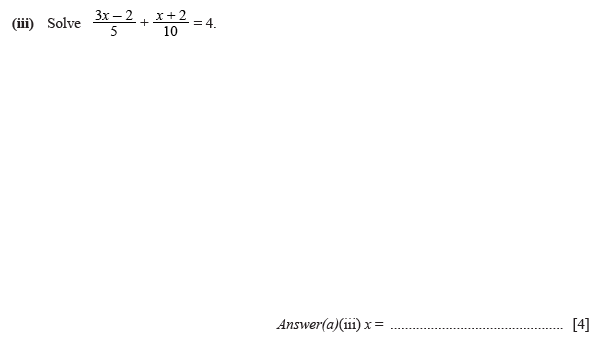 (iii) Solve (3x – 2)/5 + (x + 2)/10 = 4.
Answer(a)(iii) x = ................................................ [4]